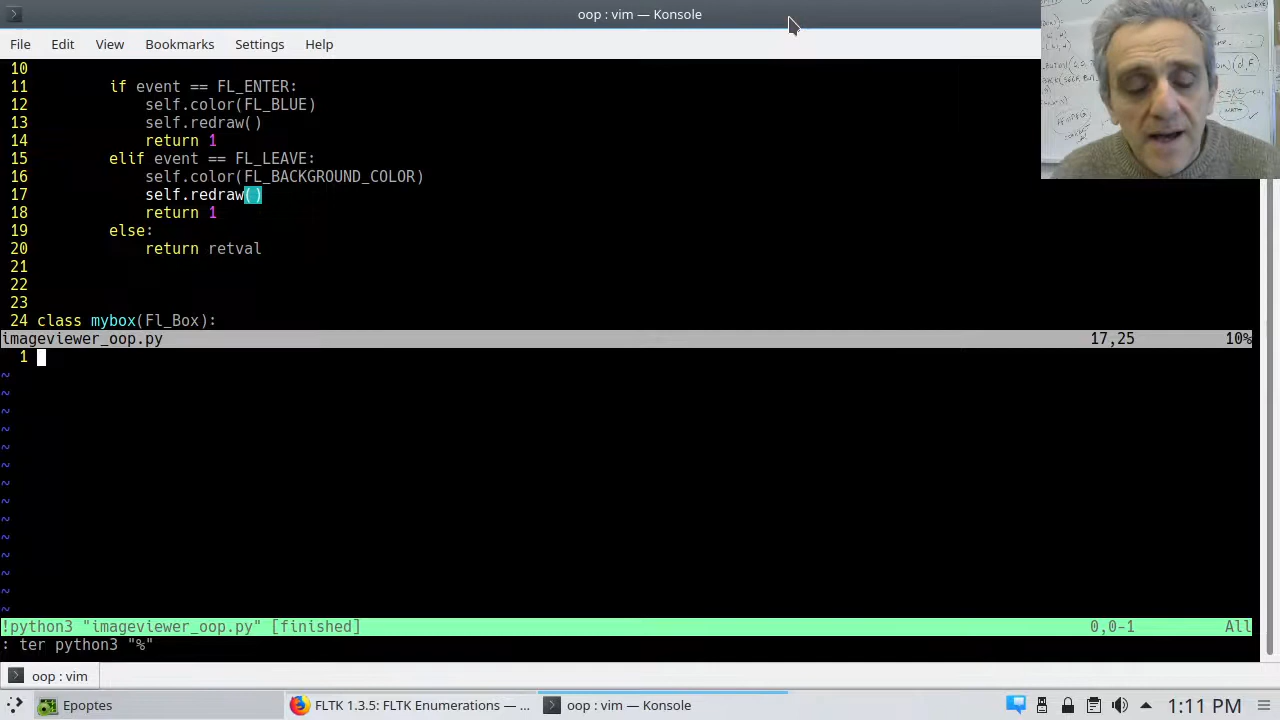 oop : vim — Konsole
File Edit View Bookmarks Settings Help
10
11 if event == FL_ENTER:
12 self.color(FL_BLUE)
13 self.redraw()
14 return 1
15 elif event == FL_LEAVE:
16 self.color(FL_BACKGROUND_COLOR)
17 self.redraw()
18 return 1
19 else:
20 return retval
21
22
23
24 class mybox(Fl_Box):
imageviewer_oop.py 17,25 10%
1
~
~
~
~
~
~
~
~
~
~
~
~
~
~
!python3 "imageviewer_oop.py" [finished] 0,0-1 All
: ter python3 "%"
oop : vim
Epoptes FLTK 1.3.5: FLTK Enumerations — ... oop : vim — Konsole 1:11 PM